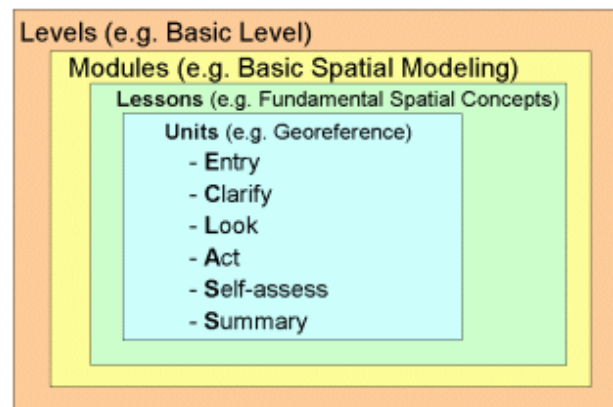 Levels (e.g. Basic Level)
Modules (e.g. Basic Spatial Modeling)
Lessons (e.g. Fundamental Spatial Concepts)
Units (e.g. Georeference)
- Entry
- Clarify
- Look
- Act
- Self-assess
- Summary